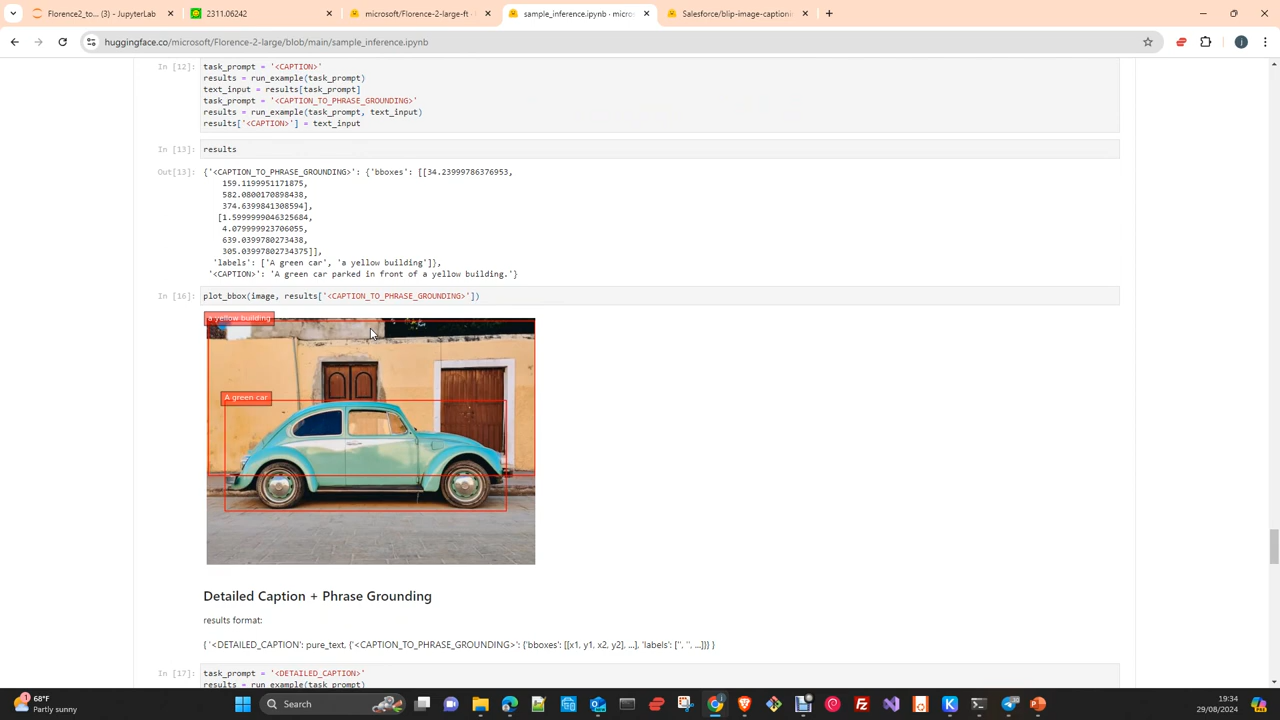 Florence2_to... (3) - JupyterLab
2311.06242
microsoft/Florence-2-large-ft ·
sample_inference.ipynb · micros
Salesforce/blip-image-captionin
huggingface.co/microsoft/Florence-2-large/blob/main/sample_inference.ipynb
In [12]:
task_prompt = '<CAPTION>'
results = run_example(task_prompt)
text_input = results[task_prompt]
task_prompt = '<CAPTION_TO_PHRASE_GROUNDING>'
results = run_example(task_prompt, text_input)
results['<CAPTION>'] = text_input
In [13]:
results
Out[13]:
{'<CAPTION_TO_PHRASE_GROUNDING>': {'bboxes': [[34.23999786376953,
159.1199951171875,
582.0800170898438,
374.6399841308594],
[1.5999999046325684,
4.079999923706055,
639.0399780273438,
305.03997802734375]],
'labels': ['A green car', 'a yellow building']},
'<CAPTION>': 'A green car parked in front of a yellow building.'}
In [16]:
plot_bbox(image, results['<CAPTION_TO_PHRASE_GROUNDING>'])
a yellow building
A green car
Detailed Caption + Phrase Grounding
results format:
{ '<DETAILED_CAPTION': pure_text, {'<CAPTION_TO_PHRASE_GROUNDING>': {'bboxes': [[x1, y1, x2, y2], ...], 'labels': ['', '', ...]}} }
In [17]:
task_prompt = '<DETAILED_CAPTION>'
results = run_example(task_prompt)
1
68°F
Partly sunny
Search
19:34
29/08/2024